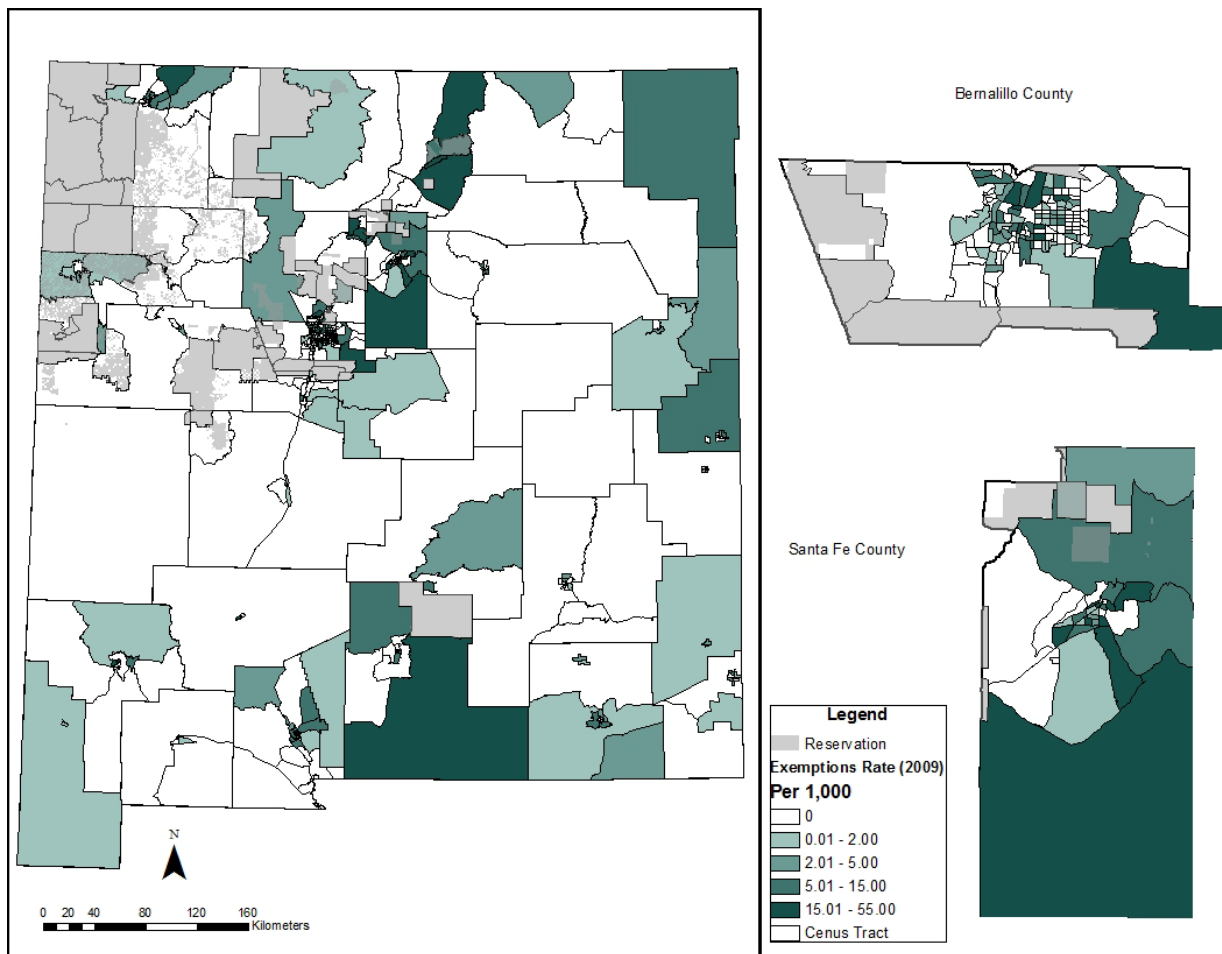 Bernalillo County
Santa Fe County
Legend
Reservation
Exemptions Rate (2009)
Per 1,000
0
0.01 - 2.00
2.01 - 5.00
5.01 - 15.00
15.01 - 55.00
Cenus Tract
N
0 20 40 80 120 160
Kilometers